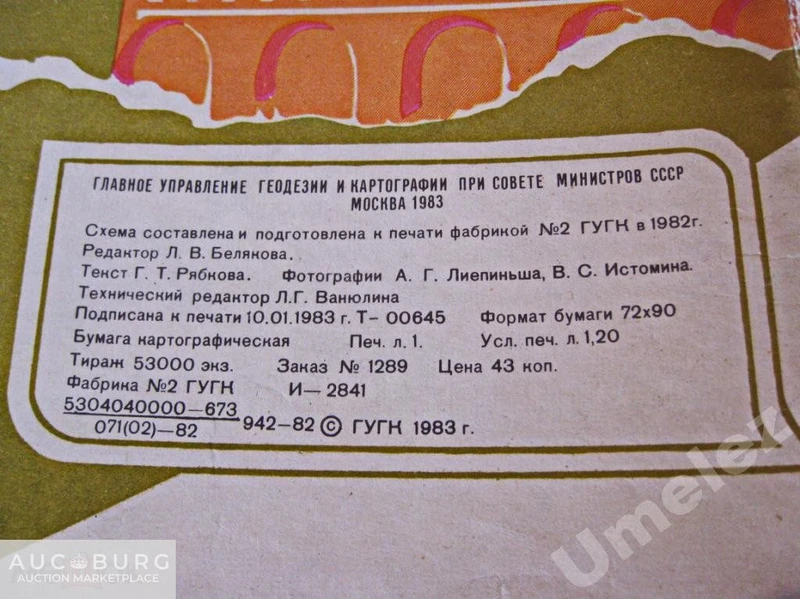 ГЛАВНОЕ УПРАВЛЕНИЕ ГЕОДЕЗИИ И КАРТОГРАФИИ ПРИ СОВЕТЕ МИНИСТРОВ СССР
МОСКВА 1983
Схема составлена и подготовлена к печати фабрикой №2 ГУГК в 1982г.
Редактор Л. В. Белякова.
Текст Г. Т. Рябкова. Фотографии А. Г. Лиепиньша, В. С. Истомина.
Технический редактор Л.Г. Ванюлина
Подписана к печати 10.01.1983 г. Т— 00645 Формат бумаги 72х90
Бумага картографическая Печ. л. 1. Усл. печ. л. 1,20
Тираж 53000 экз. Заказ № 1289 Цена 43 коп.
Фабрика №2 ГУГК И— 2841
5304040000—673
071(02)—82 942—82 © ГУГК 1983 г.
Umelez
AUCBURG
AUCTION MARKETPLACE